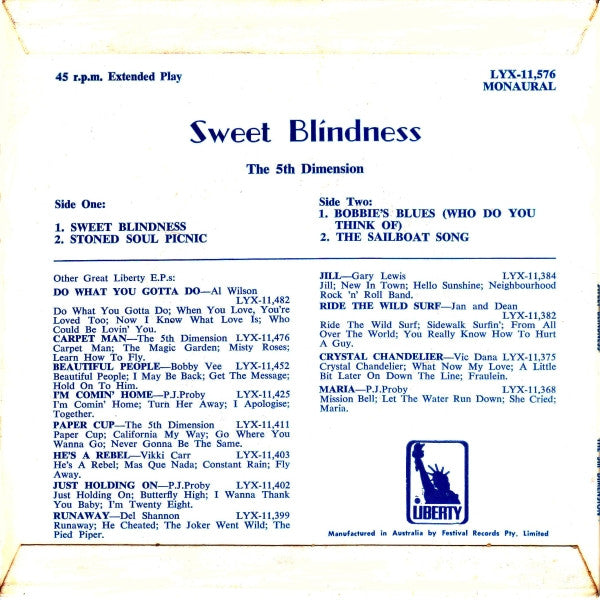 45 r.p.m. Extended Play
LYX-11,576
MONAURAL
Sweet Blindness
The 5th Dimension
Side One:
1. SWEET BLINDNESS
2. STONED SOUL PICNIC
Side Two:
1. BOBBIE'S BLUES (WHO DO YOU
THINK OF)
2. THE SAILBOAT SONG
Other Great Liberty E.P.s:
DO WHAT YOU GOTTA DO—Al Wilson
LYX-11,482
Do What You Gotta Do; When You Love, You're
Loved Too; Now I Know What Love Is; Who
Could Be Lovin' You.
CARPET MAN—The 5th Dimension LYX-11,476
Carpet Man; The Magic Garden; Misty Roses;
Learn How To Fly.
BEAUTIFUL PEOPLE—Bobby Vee LYX-11,452
Beautiful People; I May Be Back; Get The Message;
Hold On To Him.
I'M COMIN' HOME—P.J.Proby LYX-11,425
I'm Comin' Home; Turn Her Away; I Apologise;
Together.
PAPER CUP—The 5th Dimension LYX-11,411
Paper Cup; California My Way; Go Where You
Wanna Go; Never Gonna Be The Same.
HE'S A REBEL—Vikki Carr LYX-11,403
He's A Rebel; Mas Que Nada; Constant Rain; Fly
Away.
JUST HOLDING ON—P.J.Proby LYX-11,402
Just Holding On; Butterfly High; I Wanna Thank
You Baby; I'm Twenty Eight.
RUNAWAY—Del Shannon LYX-11,399
Runaway; He Cheated; The Joker Went Wild; The
Pied Piper.
JILL—Gary Lewis LYX-11,384
Jill; New In Town; Hello Sunshine; Neighbourhood
Rock 'n' Roll Band.
RIDE THE WILD SURF—Jan and Dean
LYX-11,382
Ride The Wild Surf; Sidewalk Surfin'; From All
Over The World; You Really Know How To Hurt
A Guy.
CRYSTAL CHANDELIER—Vic Dana LYX-11,375
Crystal Chandelier; What Now My Love; A Little
Bit Later On Down The Line; Fraulein.
MARIA—P.J.Proby LYX-11,368
Mission Bell; Let The Water Run Down; She Cried;
Maria.
LIBERTY
Manufactured in Australia by Festival Records Pty. Limited